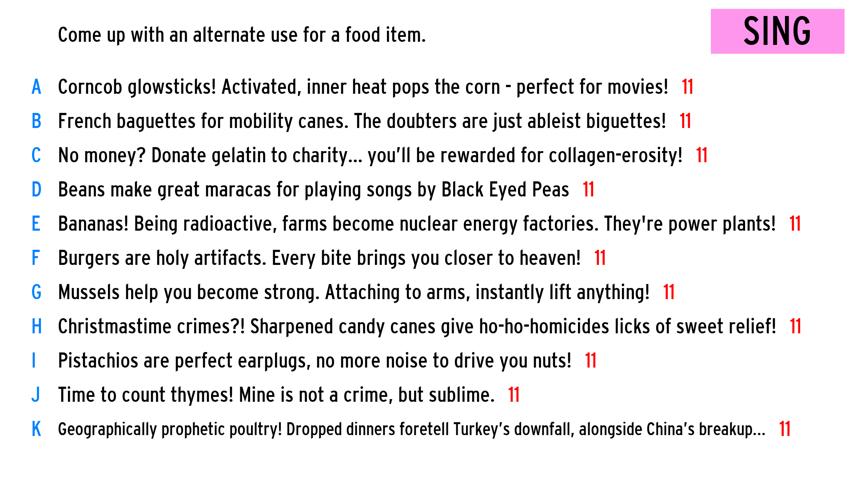 Come up with an alternate use for a food item.
SING
A Corncob glowsticks! Activated, inner heat pops the corn - perfect for movies! 11
B French baguettes for mobility canes. The doubters are just ableist biguettes! 11
C No money? Donate gelatin to charity... you'll be rewarded for collagen-erosity! 11
D Beans make great maracas for playing songs by Black Eyed Peas 11
E Bananas! Being radioactive, farms become nuclear energy factories. They're power plants! 11
F Burgers are holy artifacts. Every bite brings you closer to heaven! 11
G Mussels help you become strong. Attaching to arms, instantly lift anything! 11
H Christmastime crimes?! Sharpened candy canes give ho-ho-homicides licks of sweet relief! 11
I Pistachios are perfect earplugs, no more noise to drive you nuts! 11
J Time to count thymes! Mine is not a crime, but sublime. 11
K Geographically prophetic poultry! Dropped dinners foretell Turkey's downfall, alongside China's breakup... 11